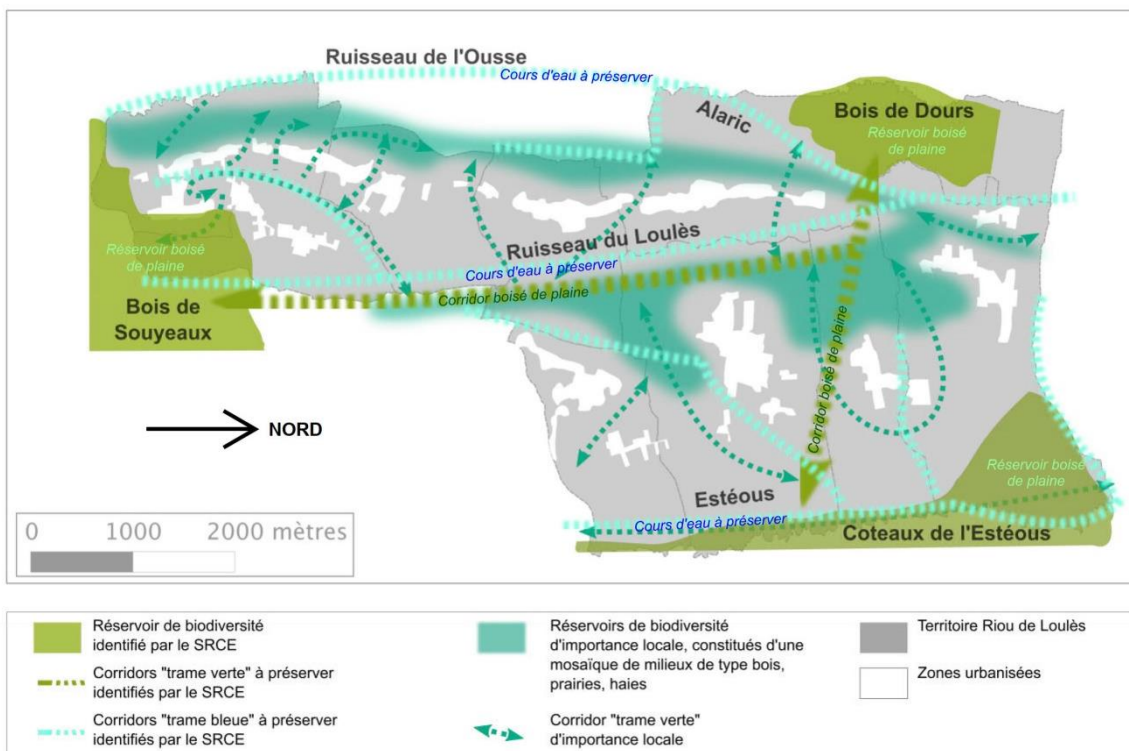 Ruisseau de l'Ousse
Cours d'eau à préserver
Alaric
Bois de Dours
Réservoir boisé
de plaine
Ruisseau du Loulès
Cours d'eau à préserver
Réservoir boisé
de plaine
Corridor boisé de plaine
Bois de
Souyeaux
Corridor boisé de plaine
NORD
Réservoir boisé
de plaine
Estéous
Cours d'eau à préserver
Coteaux de l'Estéous
0 1000 2000 mètres
Réservoir de biodiversité
identifié par le SRCE
Corridors "trame verte" à préserver
identifiés par le SRCE
Corridors "trame bleue" à préserver
identifiés par le SRCE
Réservoirs de biodiversité
d'importance locale, constitués d'une
mosaïque de milieux de type bois,
prairies, haies
Corridor "trame verte"
d'importance locale
Territoire Riou de Loulès
Zones urbanisées